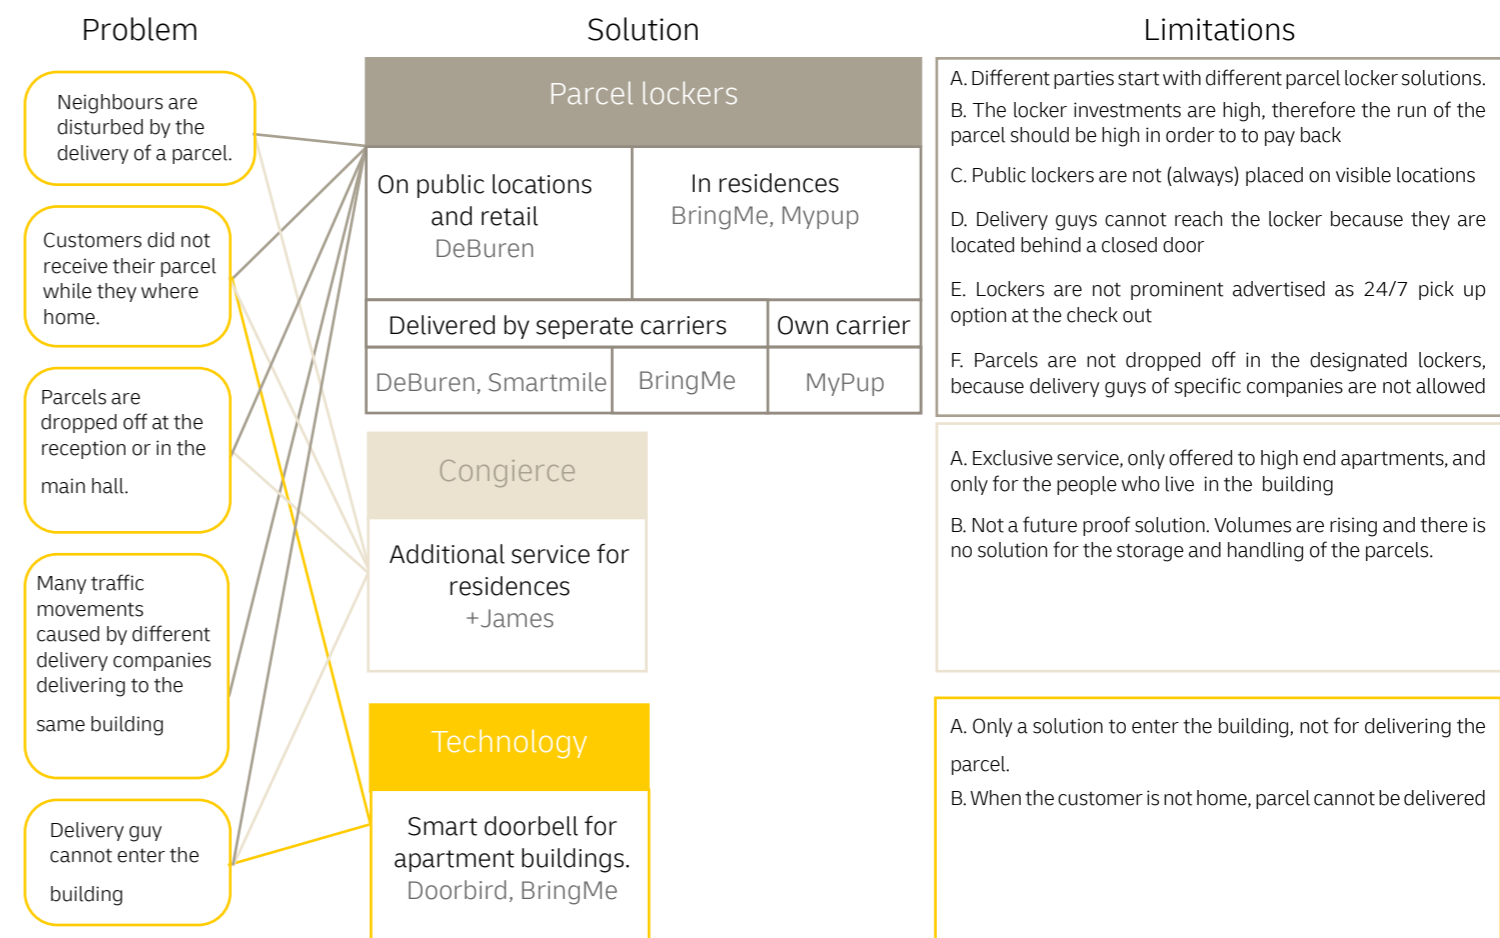 Problem
Solution
Limitations
Neighbours are
disturbed by the
delivery of a parcel.
Customers did not
receive their parcel
while they where
home.
Parcels are
dropped off at the
reception or in the
main hall.
Many traffic
movements
caused by different
delivery companies
delivering to the
same building
Delivery guy
cannot enter the
building
Parcel lockers
On public locations
and retail
DeBuren
In residences
BringMe, Mypup
Delivered by seperate carriers
Own carrier
DeBuren, Smartmile
BringMe
MyPup
Congierce
Additional service for
residences
+James
Technology
Smart doorbell for
apartment buildings.
Doorbird, BringMe
A. Different parties start with different parcel locker solutions.
B. The locker investments are high, therefore the run of the
parcel should be high in order to to pay back
C. Public lockers are not (always) placed on visible locations
D. Delivery guys cannot reach the locker because they are
located behind a closed door
E. Lockers are not prominent advertised as 24/7 pick up
option at the check out
F. Parcels are not dropped off in the designated lockers,
because delivery guys of specific companies are not allowed
A. Exclusive service, only offered to high end apartments, and
only for the people who live in the building
B. Not a future proof solution. Volumes are rising and there is
no solution for the storage and handling of the parcels.
A. Only a solution to enter the building, not for delivering the
parcel.
B. When the customer is not home, parcel cannot be delivered